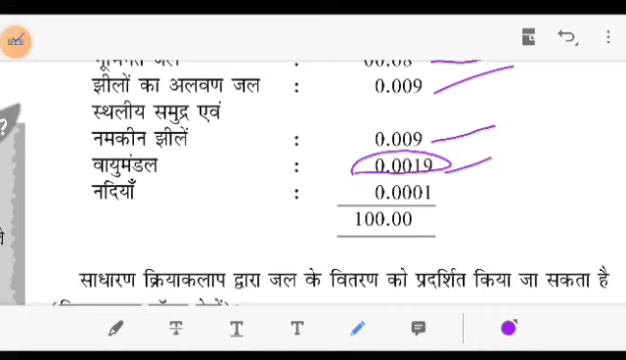 झीलों का अलवण जल : 0.009
स्थलीय समुद्र एवं
नमकीन झीलें : 0.009
वायुमंडल : 0.0019
नदियाँ : 0.0001
100.00
साधारण क्रियाकलाप द्वारा जल के वितरण को प्रदर्शित किया जा सकता है